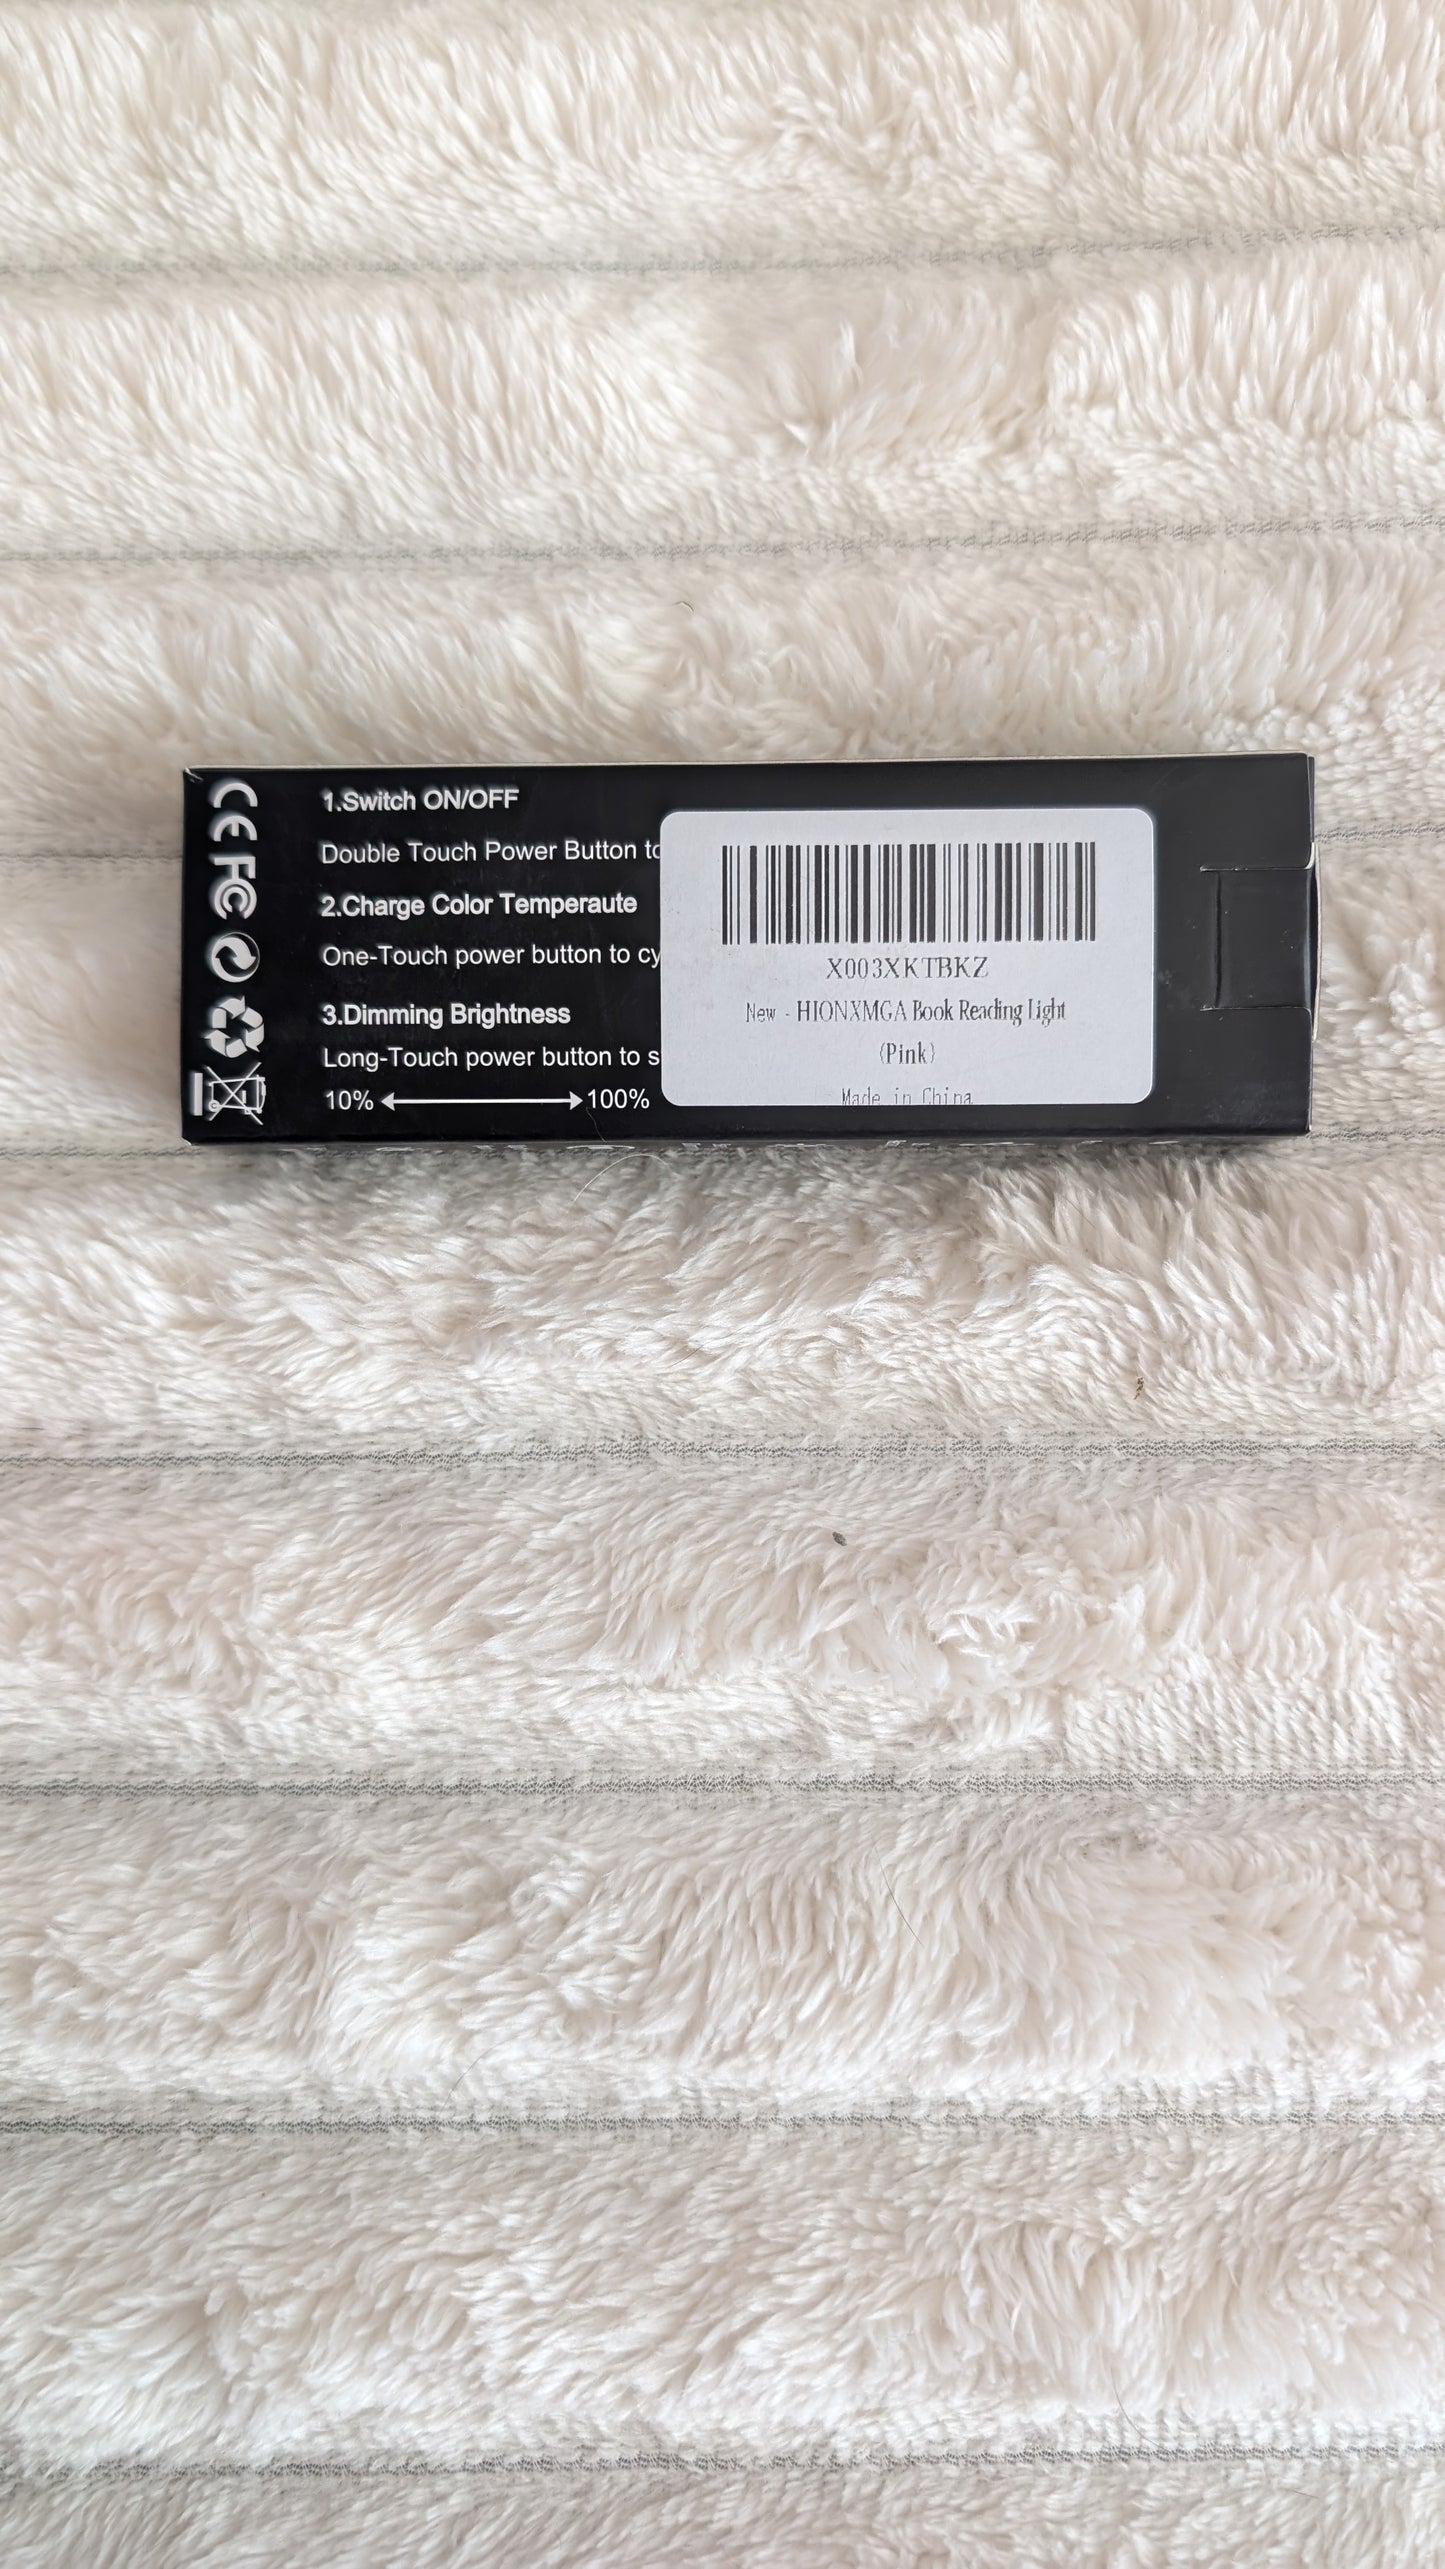 CE
FC
1.Switch ON/OFF
Double Touch Power Button to
2.Charge Color Temperaute
One-Touch power button to cy
3.Dimming Brightness
Long-Touch power button to s
10% 100%
X003XKTBKZ
New - HIONXMGA Book Reading Light
(Pink)
Made in China